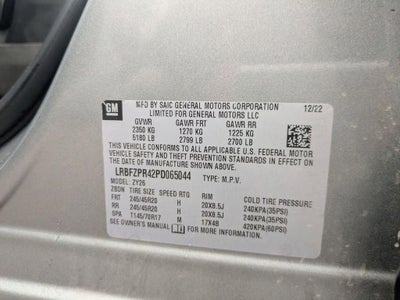 GM
MFD BY SAIC GENERAL MOTORS CORPORATION 12/22
LIMITED FOR GENERAL MOTORS LLC
GVWR GAWR FRT GAWR RR
2350 KG 1270 KG 1225 KG
5180 LB 2799 LB 2700 LB
THIS VEHICLE CONFORMS TO ALL APPLICABLE U.S. FEDERAL MOTOR
VEHICLE SAFETY, BUMPER, AND THEFT PREVENTION STANDARDS IN
EFFECT ON THE DATE OF MANUFACTURE SHOWN ABOVE.
LRBFZPR42PD065044 TYPE: M.P.V.
MODEL: ZY26
ZBDN TIRE SIZE SPEED RTG RIM COLD TIRE PRESSURE
FRT 245/45R20 H 20X8.5J 240KPA(35PSI)
RR 245/45R20 H 20X8.5J 240KPA(35PSI)
SPA T145/70R17 M 17X4B 420KPA(60PSI)
SEE OWNER'S MANUAL FOR MORE INFORMATION